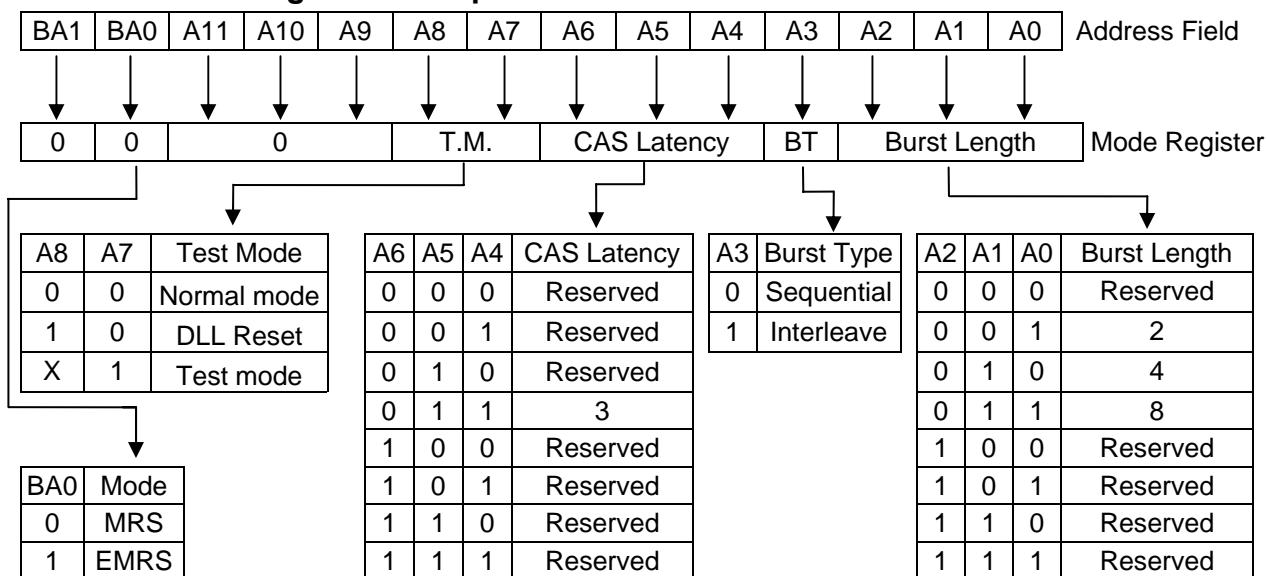 BA1 BA0 A11 A10 A9 A8 A7 A6 A5 A4 A3 A2 A1 A0 Address Field
0 0 0 T.M. CAS Latency BT Burst Length Mode Register
A8 A7 Test Mode
0 0 Normal mode
1 0 DLL Reset
X 1 Test mode
BA0 Mode
0 MRS
1 EMRS
A6 A5 A4 CAS Latency
0 0 0 Reserved
0 0 1 Reserved
0 1 0 Reserved
0 1 1 3
1 0 0 Reserved
1 0 1 Reserved
1 1 0 Reserved
1 1 1 Reserved
A3 Burst Type
0 Sequential
1 Interleave
A2 A1 A0 Burst Length
0 0 0 Reserved
0 0 1 2
0 1 0 4
0 1 1 8
1 0 0 Reserved
1 0 1 Reserved
1 1 0 Reserved
1 1 1 Reserved